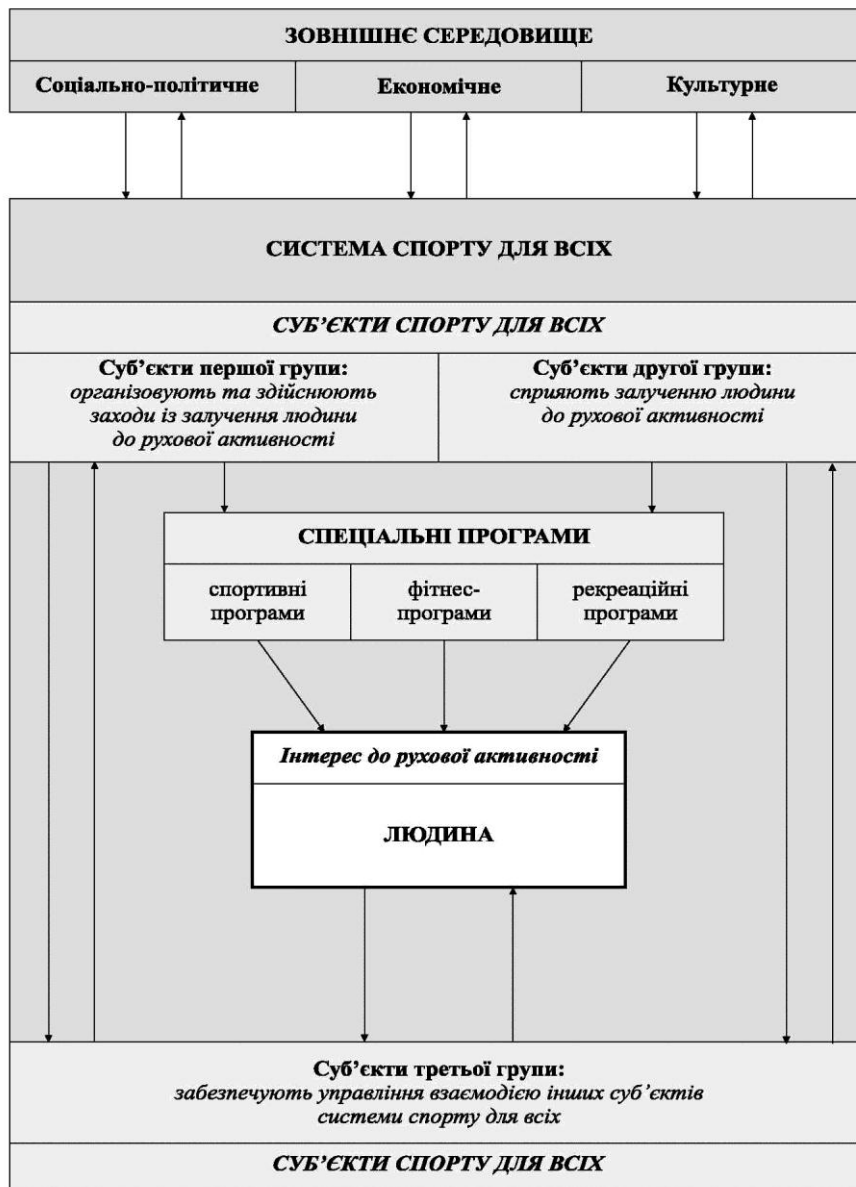 ЗОВНІШНЄ СЕРЕДОВИЩЕ
Соціально-політичне
Економічне
Культурне
СИСТЕМА СПОРТУ ДЛЯ ВСІХ
СУБ’ЄКТИ СПОРТУ ДЛЯ ВСІХ
Суб’єкти першої групи:
організовують та здійснюють
заходи із залучення людини
до рухової активності
Суб’єкти другої групи:
сприяють залученню людини
до рухової активності
СПЕЦІАЛЬНІ ПРОГРАМИ
спортивні
програми
фітнес-
програми
рекреаційні
програми
Інтерес до рухової активності
ЛЮДИНА
Суб’єкти третьої групи:
забезпечують управління взаємодією інших суб’єктів
системи спорту для всіх
СУБ’ЄКТИ СПОРТУ ДЛЯ ВСІХ